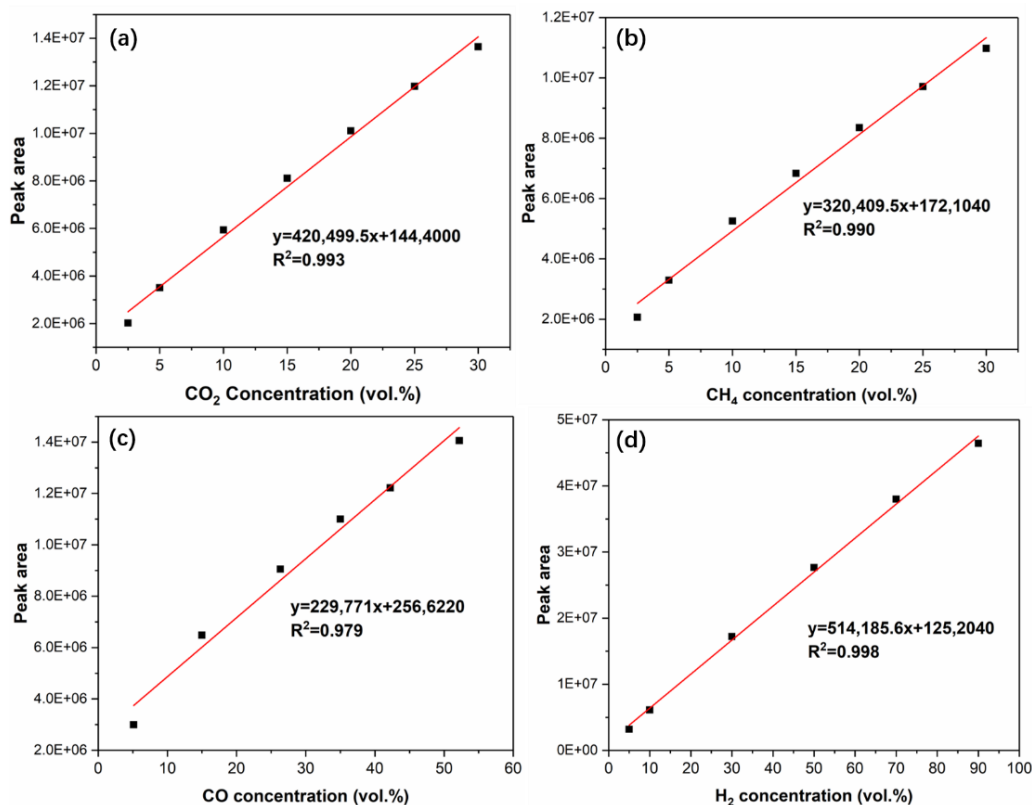 (a)
1.4E+07
1.2E+07
1.0E+07
8.0E+06
6.0E+06
4.0E+06
2.0E+06
Peak area
y=420,499.5x+144,4000
R²=0.993
0 5 10 15 20 25 30
CO₂ Concentration (vol.%)
(b)
1.2E+07
1.0E+07
8.0E+06
6.0E+06
4.0E+06
2.0E+06
Peak area
y=320,409.5x+172,1040
R²=0.990
0 5 10 15 20 25 30
CH₄ concentration (vol.%)
(c)
1.4E+07
1.2E+07
1.0E+07
8.0E+06
6.0E+06
4.0E+06
2.0E+06
Peak area
y=229,771x+256,6220
R²=0.979
0 10 20 30 40 50 60
CO concentration (vol.%)
(d)
5E+07
4E+07
3E+07
2E+07
1E+07
0E+00
Peak area
y=514,185.6x+125,2040
R²=0.998
0 10 20 30 40 50 60 70 80 90 100
H₂ concentration (vol.%)